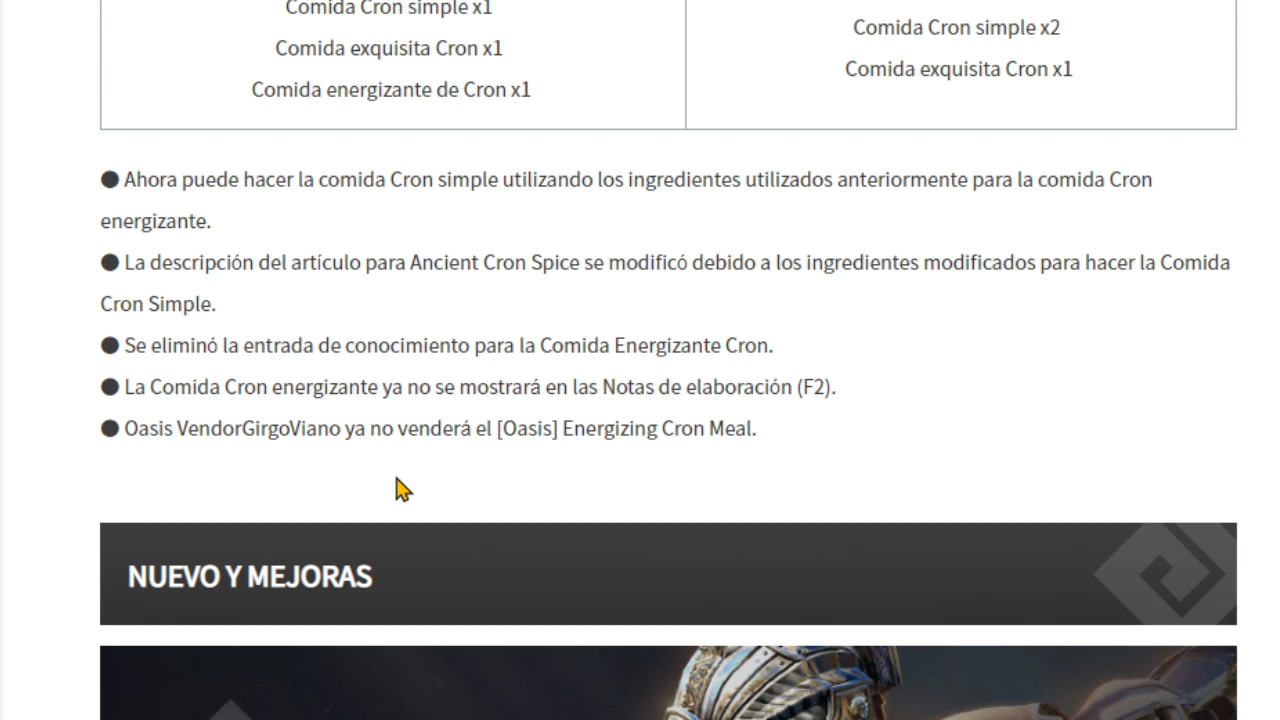 Comida Cron simple x1
Comida exquisita Cron x1
Comida energizante de Cron x1
Comida Cron simple x2
Comida exquisita Cron x1
● Ahora puede hacer la comida Cron simple utilizando los ingredientes utilizados anteriormente para la comida Cron
energizante.
● La descripción del artículo para Ancient Cron Spice se modificó debido a los ingredientes modificados para hacer la Comida
Cron Simple.
● Se eliminó la entrada de conocimiento para la Comida Energizante Cron.
● La Comida Cron energizante ya no se mostrará en las Notas de elaboración (F2).
● Oasis VendorGirgoViano ya no venderá el [Oasis] Energizing Cron Meal.
NUEVO Y MEJORAS